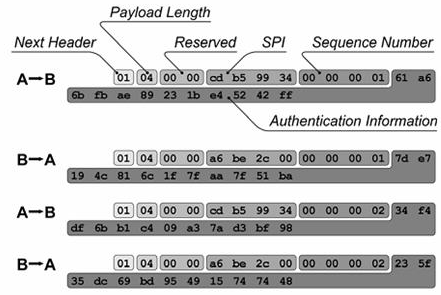 Payload Length
Next Header Reserved SPI Sequence Number
A→B 01 04 00 00 cd b5 99 34 00 00 00 01 61 a6
6b fb ae 89 23 1b e4 52 42 ff
Authentication Information
B→A 01 04 00 00 a6 be 2c 00 00 00 00 01 7d e7
19 4c 81 6c 1f 7f aa 7f 51 ba
A→B 01 04 00 00 cd b5 99 34 00 00 00 02 34 f4
df 6b b1 c4 09 a3 7a d3 bf 98
B→A 01 04 00 00 a6 be 2c 00 00 00 00 02 23 5f
35 dc 69 bd 95 49 15 74 74 48